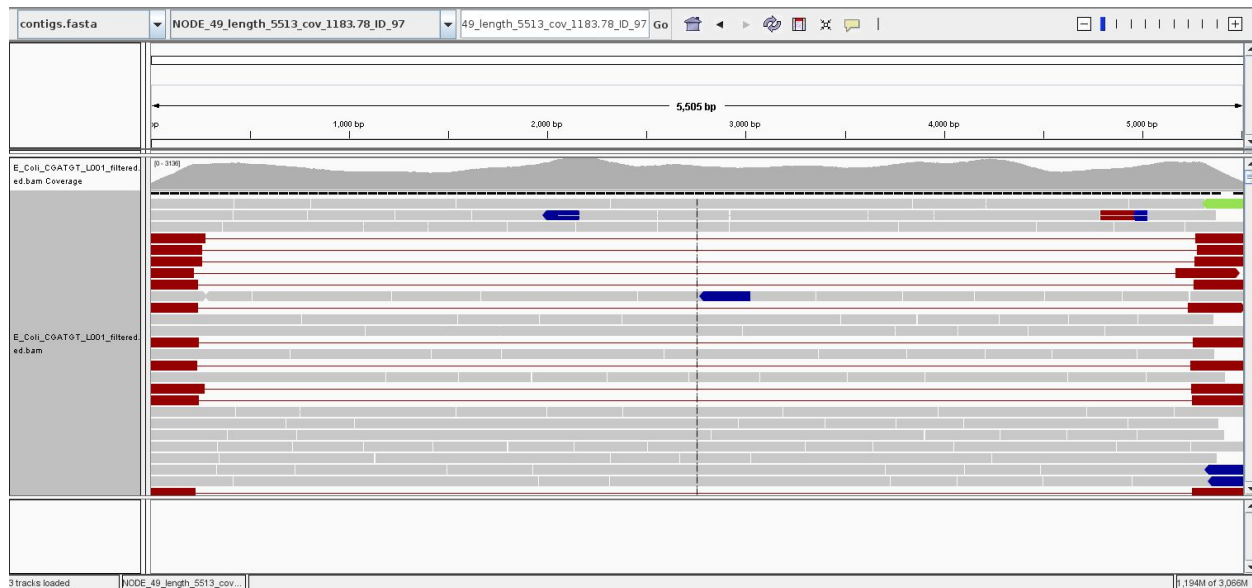 contigs.fasta NODE_49_length_5513_cov_1183.78_ID_97 49_length_5513_cov_1183.78_ID_97 Go
5,505 bp
1,000 bp 2,000 bp 3,000 bp 4,000 bp 5,000 bp
E_Coli_CGATGT_L001_filtered.
ed.bam Coverage
[0 - 3136]
E_Coli_CGATGT_L001_filtered.
ed.bam
3 tracks loaded NODE_49_length_5513_cov... 1,194M of 3,066M